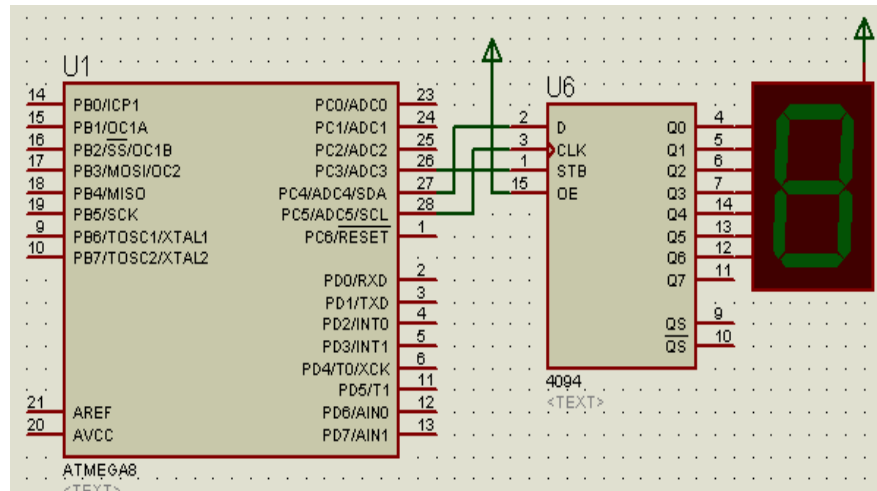 U1
14 PB0/ICP1
15 PB1/OC1A
16 PB2/SS/OC1B
17 PB3/MOSI/OC2
18 PB4/MISO
19 PB5/SCK
9 PB6/TOSC1/XTAL1
10 PB7/TOSC2/XTAL2
21 AREF
20 AVCC
PC0/ADC0 23
PC1/ADC1 24
PC2/ADC2 25
PC3/ADC3 26
PC4/ADC4/SDA 27
PC5/ADC5/SCL 28
PC6/RESET 1
PD0/RXD 2
PD1/TXD 3
PD2/INT0 4
PD3/INT1 5
PD4/T0/XCK 6
PD5/T1 11
PD6/AIN0 12
PD7/AIN1 13
ATMEGA8
<TEXT>
U6
2 D
3 CLK
1 STB
15 OE
Q0 4
Q1 5
Q2 6
Q3 7
Q4 14
Q5 13
Q6 12
Q7 11
QS 9
QS 10
4094
<TEXT>